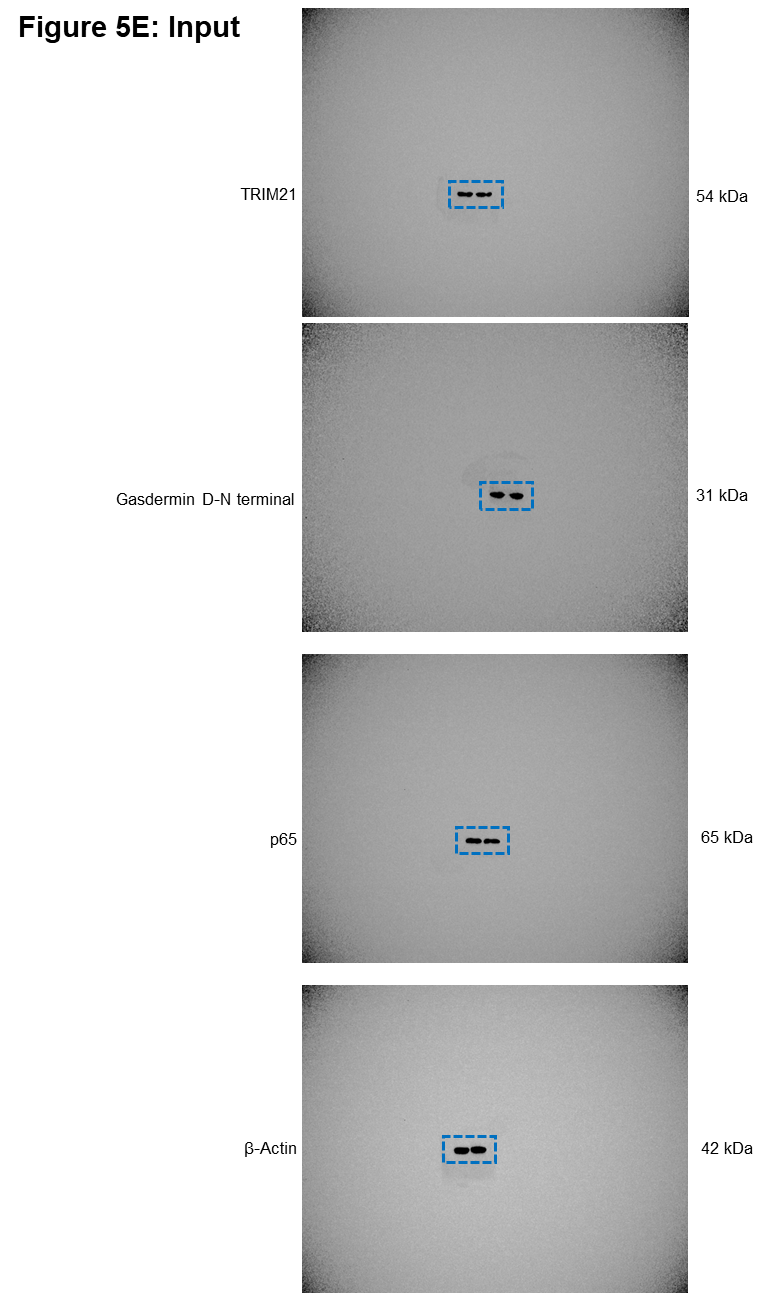 Figure 5E: Input
TRIM21
54 kDa
Gasdermin D-N terminal
31 kDa
p65
65 kDa
β-Actin
42 kDa